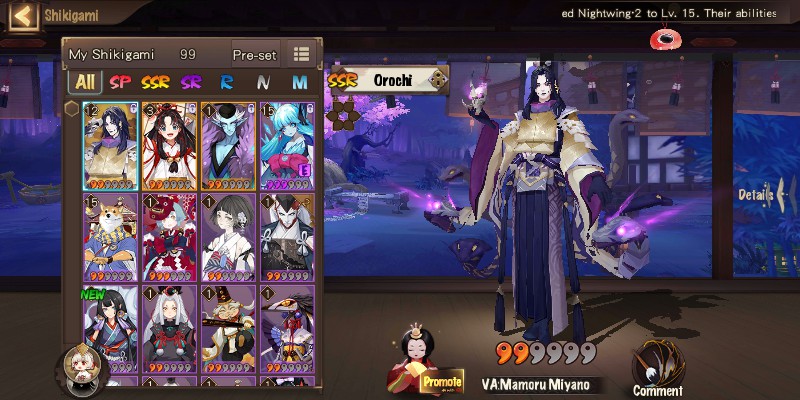 Shikigami
ed Nightwing·2 to Lv. 15. Their abilities
My Shikigami 99 Pre-set
All SP SSR SR R N M
SSR Orochi
12 3 1 15
E
15 1 1
Details
NEW 1 1 1
Promote
VA:Mamoru Miyano
Comment